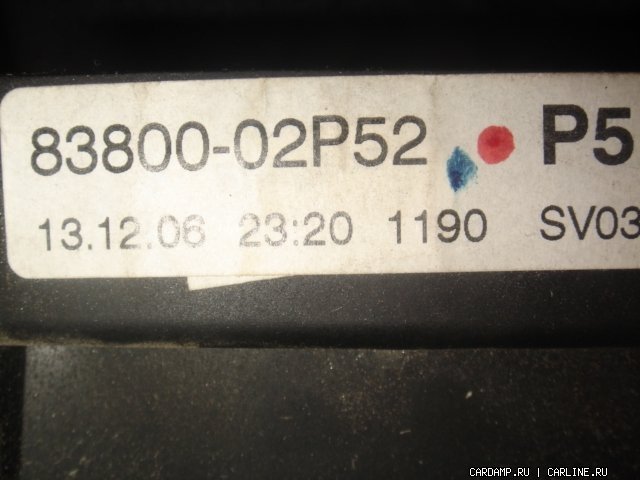 83800-02P52 P5
13.12.06 23:20 1190 SV03
CARDAMP.RU | CARLINE.RU